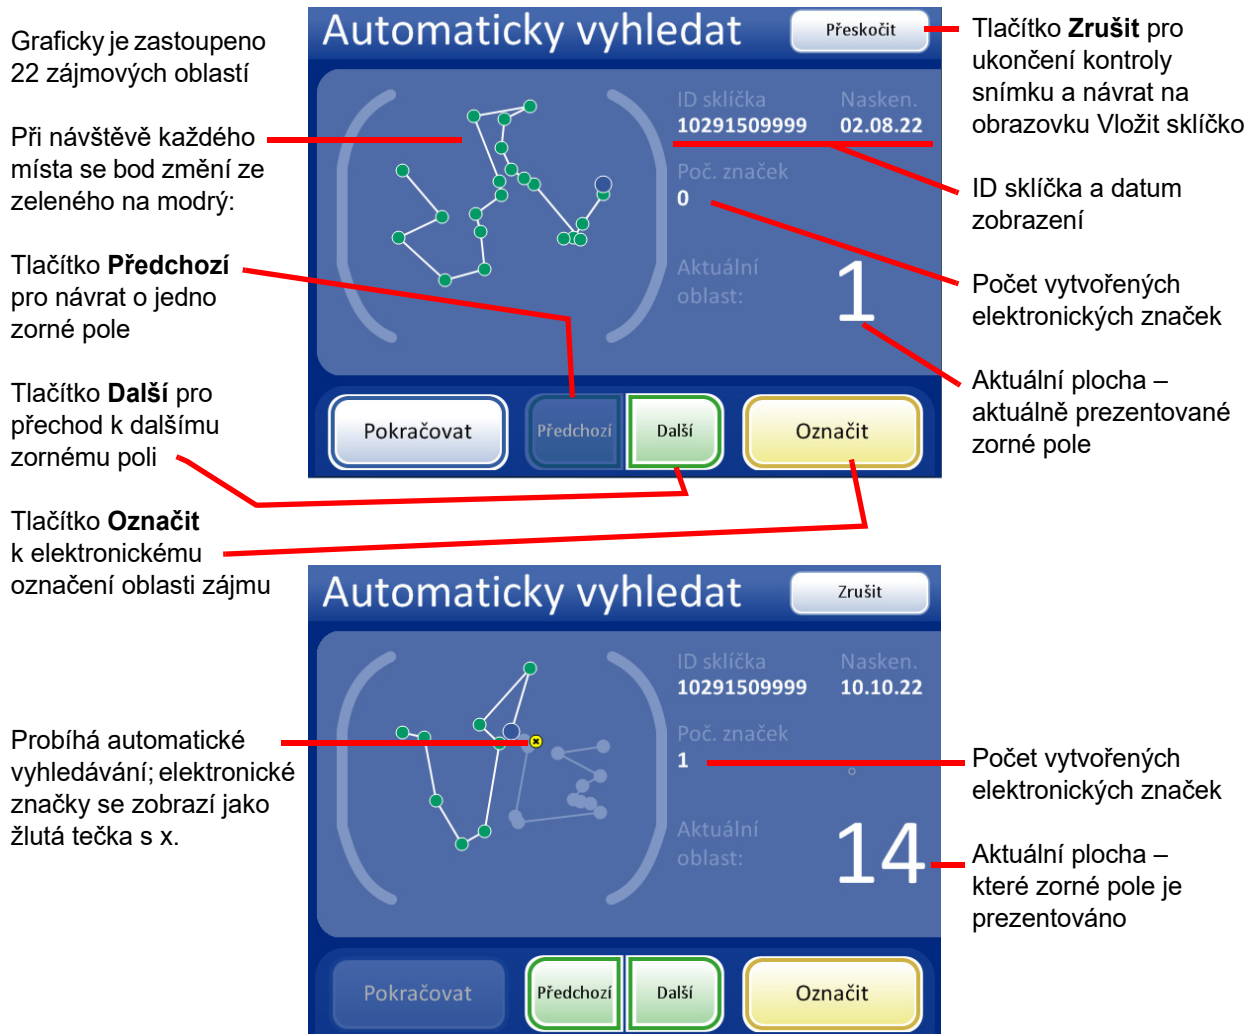 Graficky je zastoupeno
22 zájmových oblastí
Při návštěvě každého
místa se bod změní ze
zeleného na modrý:
Tlačítko Předchozí
pro návrat o jedno
zorné pole
Tlačítko Další pro
přechod k dalšímu
zornému poli
Tlačítko Označit
k elektronickému
označení oblasti zájmu
Automaticky vyhledat
Přeskočit
ID sklíčka
Nasken.
10291509999
02.08.22
Poč. značek
0
Aktuální
oblast:
1
Pokračovat
Předchozí
Další
Označit
Tlačítko Zrušit pro
ukončení kontroly
snímku a návrat na
obrazovku Vložit sklíčko
ID sklíčka a datum
zobrazení
Počet vytvořených
elektronických značek
Aktuální plocha –
aktuálně prezentované
zorné pole
Probíhá automatické
vyhledávání; elektronické
značky se zobrazí jako
žlutá tečka s x.
Automaticky vyhledat
Zrušit
ID sklíčka
Nasken.
10291509999
10.10.22
Poč. značek
1
Aktuální
oblast:
14
Pokračovat
Předchozí
Další
Označit
Počet vytvořených
elektronických značek
Aktuální plocha –
které zorné pole je
prezentováno